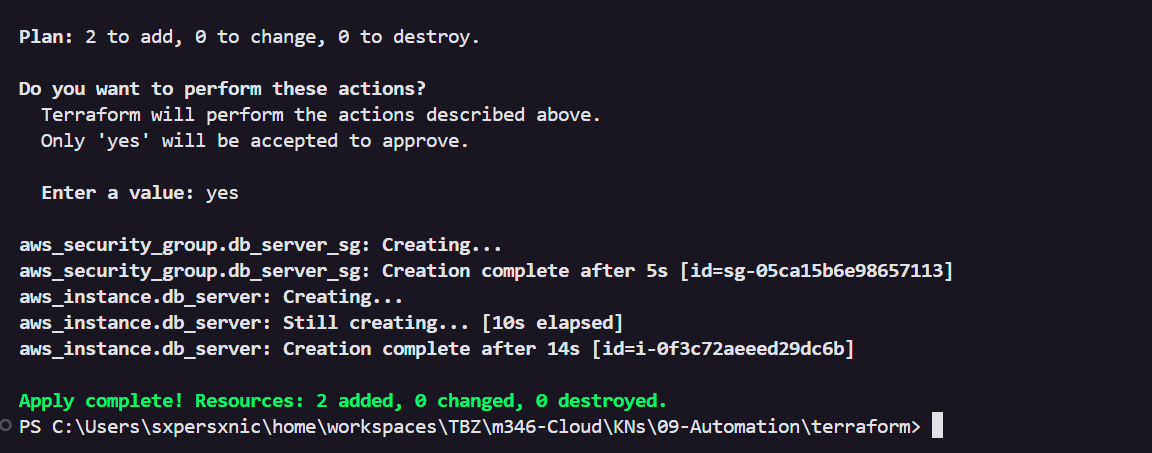 Plan: 2 to add, 0 to change, 0 to destroy.
Do you want to perform these actions?
Terraform will perform the actions described above.
Only 'yes' will be accepted to approve.
Enter a value: yes
aws_security_group.db_server_sg: Creating...
aws_security_group.db_server_sg: Creation complete after 5s [id=sg-05ca15b6e98657113]
aws_instance.db_server: Creating...
aws_instance.db_server: Still creating... [10s elapsed]
aws_instance.db_server: Creation complete after 14s [id=i-0f3c72aeeed29dc6b]
Apply complete! Resources: 2 added, 0 changed, 0 destroyed.
PS C:\Users\sxpersxnic\home\workspaces\TBZ\m346-Cloud\KNs\09-Automation\terraform>